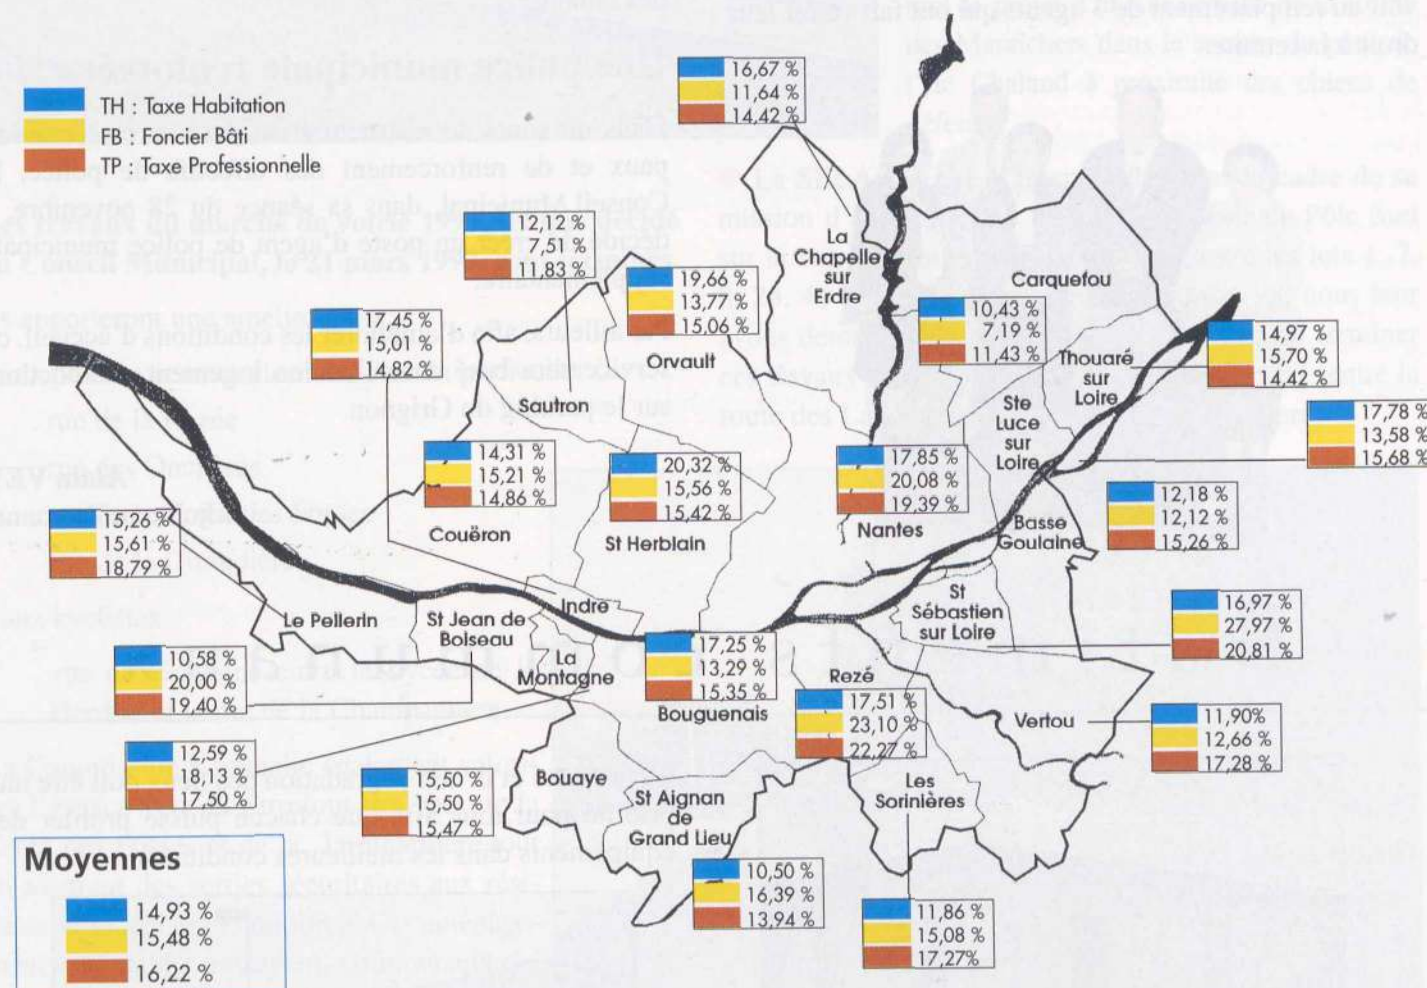 TH : Taxe Habitation
FB : Foncier Bâti
TP : Taxe Professionnelle
16,67 %
11,64 %
14,42 %
La
Chapelle
sur
Erdre
12,12 %
7,51 %
11,83 %
Sautron
19,66 %
13,77 %
15,06 %
Orvault
Carquefou
10,43 %
7,19 %
11,43 %
17,45 %
15,01 %
14,82 %
Thouaré
sur
Loire
14,97 %
15,70 %
14,42 %
Ste
Luce
sur
Loire
17,78 %
13,58 %
15,68 %
14,31 %
15,21 %
14,86 %
Couëron
20,32 %
15,56 %
15,42 %
St Herblain
17,85 %
20,08 %
19,39 %
Nantes
Basse
Goulaine
12,18 %
12,12 %
15,26 %
15,26 %
15,61 %
18,79 %
Le Pellerin
St Jean de
Boiseau
Indre
La
Montagne
St
Sébastien
sur Loire
16,97 %
27,97 %
20,81 %
10,58 %
20,00 %
19,40 %
17,25 %
13,29 %
15,35 %
Bouguenais
Rezé
17,51 %
23,10 %
22,27 %
Vertou
11,90%
12,66 %
17,28 %
12,59 %
18,13 %
17,50 %
15,50 %
15,50 %
15,47 %
Bouaye
St Aignan
de
Grand Lieu
Les
Sorinières
10,50 %
16,39 %
13,94 %
11,86 %
15,08 %
17,27%
Moyennes
14,93 %
15,48 %
16,22 %